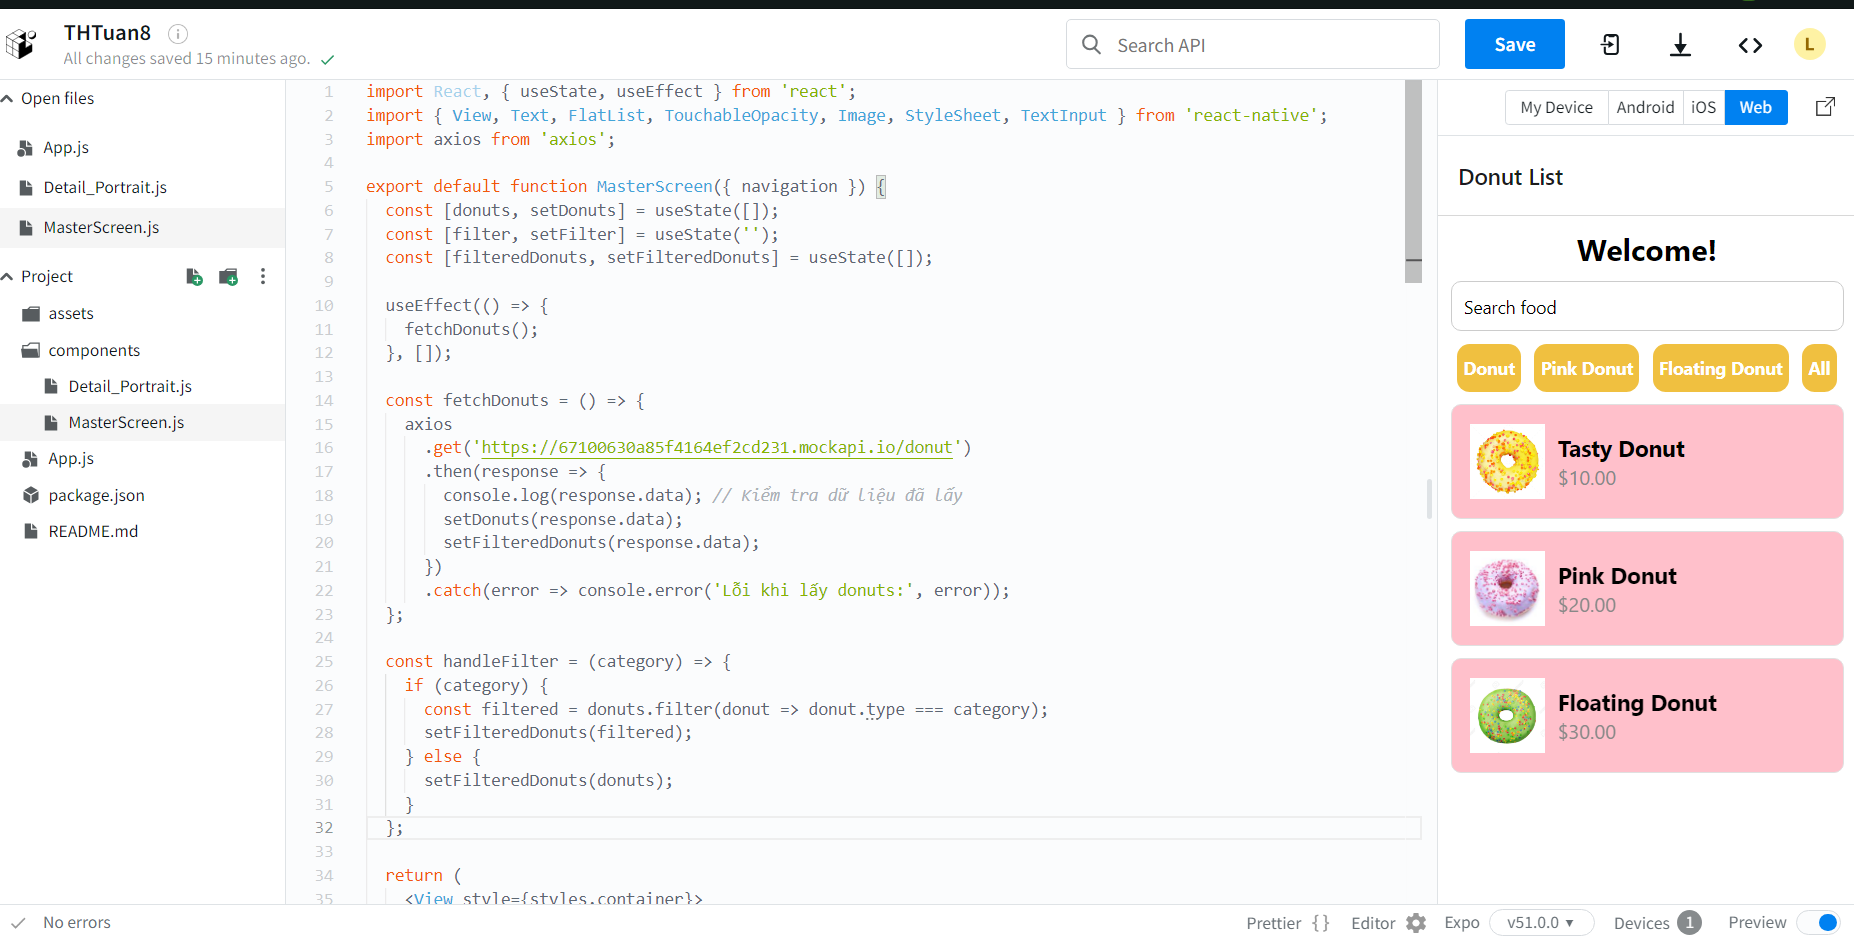 THTuan8
All changes saved 15 minutes ago.
Search API
Save
L
Open files
App.js
Detail_Portrait.js
MasterScreen.js
Project
assets
components
Detail_Portrait.js
MasterScreen.js
App.js
package.json
README.md
1 import React, { useState, useEffect } from 'react';
2 import { View, Text, FlatList, TouchableOpacity, Image, StyleSheet, TextInput } from 'react-native';
3 import axios from 'axios';
4
5 export default function MasterScreen({ navigation }) {
6 const [donuts, setDonuts] = useState([]);
7 const [filter, setFilter] = useState('');
8 const [filteredDonuts, setFilteredDonuts] = useState([]);
9
10 useEffect(() => {
11 fetchDonuts();
12 }, []);
13
14 const fetchDonuts = () => {
15 axios
16 .get('https://67100630a85f4164ef2cd231.mockapi.io/donut')
17 .then(response => {
18 console.log(response.data); // Kiểm tra dữ liệu đã lấy
19 setDonuts(response.data);
20 setFilteredDonuts(response.data);
21 })
22 .catch(error => console.error('Lỗi khi lấy donuts:', error));
23 };
24
25 const handleFilter = (category) => {
26 if (category) {
27 const filtered = donuts.filter(donut => donut.type === category);
28 setFilteredDonuts(filtered);
29 } else {
30 setFilteredDonuts(donuts);
31 }
32 };
33
34 return (
35 <View style={styles.container}>
My Device Android iOS Web
Donut List
Welcome!
Search food
Donut Pink Donut Floating Donut All
Tasty Donut
$10.00
Pink Donut
$20.00
Floating Donut
$30.00
No errors
Prettier { } Editor Expo v51.0.0 Devices 1 Preview